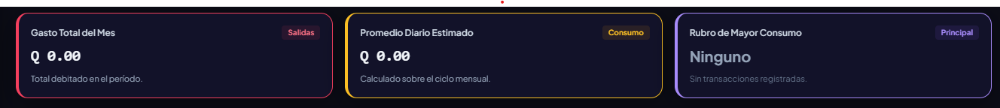 Gasto Total del Mes
Salidas
Q 0.00
Total debitado en el período.
Promedio Diario Estimado
Consumo
Q 0.00
Calculado sobre el ciclo mensual.
Rubro de Mayor Consumo
Principal
Ninguno
Sin transacciones registradas.